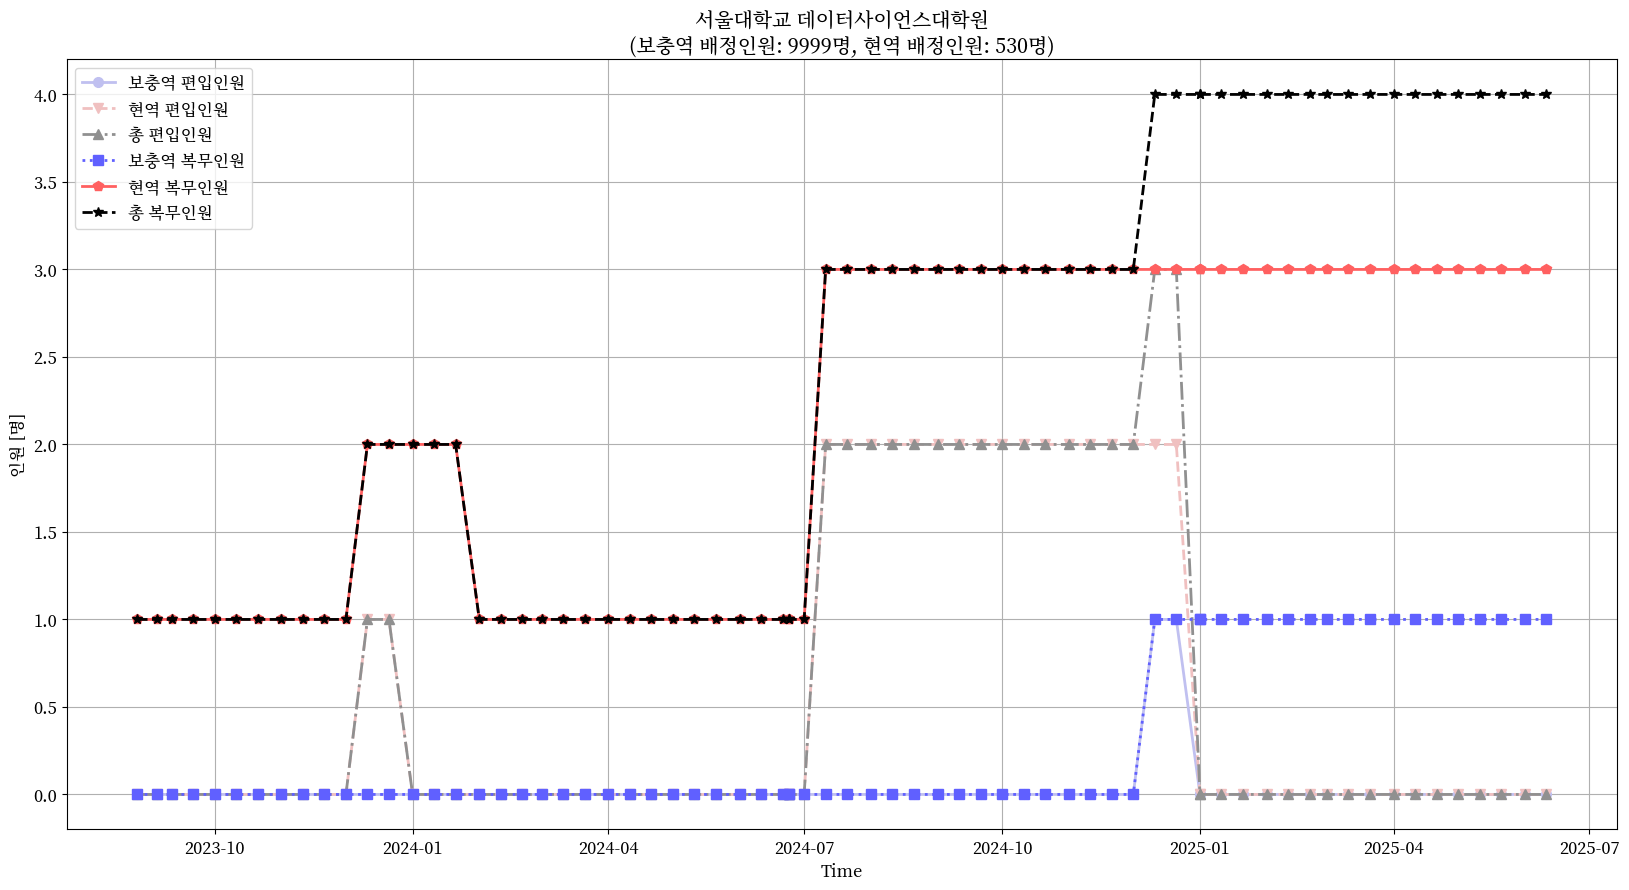 서울대학교 데이터사이언스대학원
(보충역 배정인원: 9999명, 현역 배정인원: 530명)
보충역 편입인원
현역 편입인원
총 편입인원
보충역 복무인원
현역 복무인원
총 복무인원
4.0
3.5
3.0
2.5
2.0
1.5
1.0
0.5
0.0
인원 [명]
2023-10
2024-01
2024-04
2024-07
2024-10
2025-01
2025-04
2025-07
Time